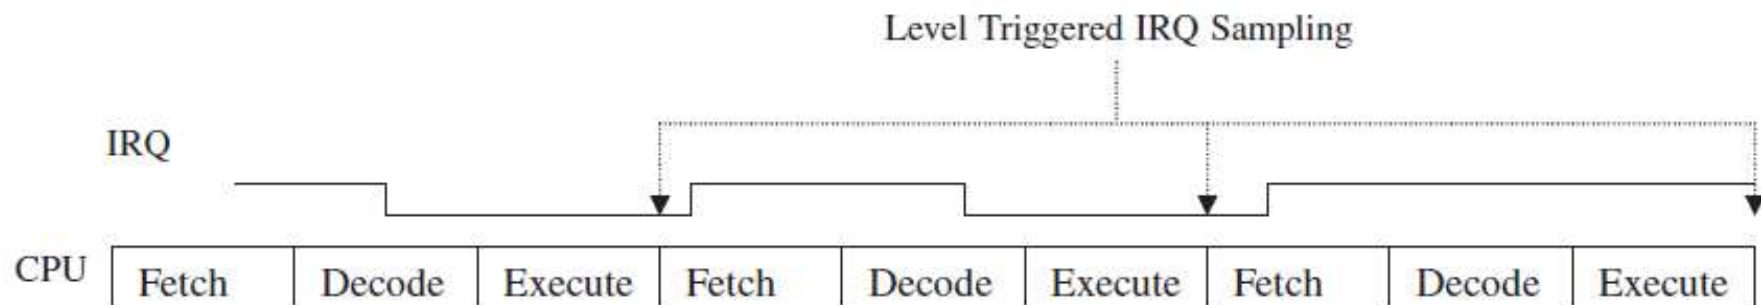 Level Triggered IRQ Sampling
IRQ
CPU Fetch Decode Execute Fetch Decode Execute Fetch Decode Execute